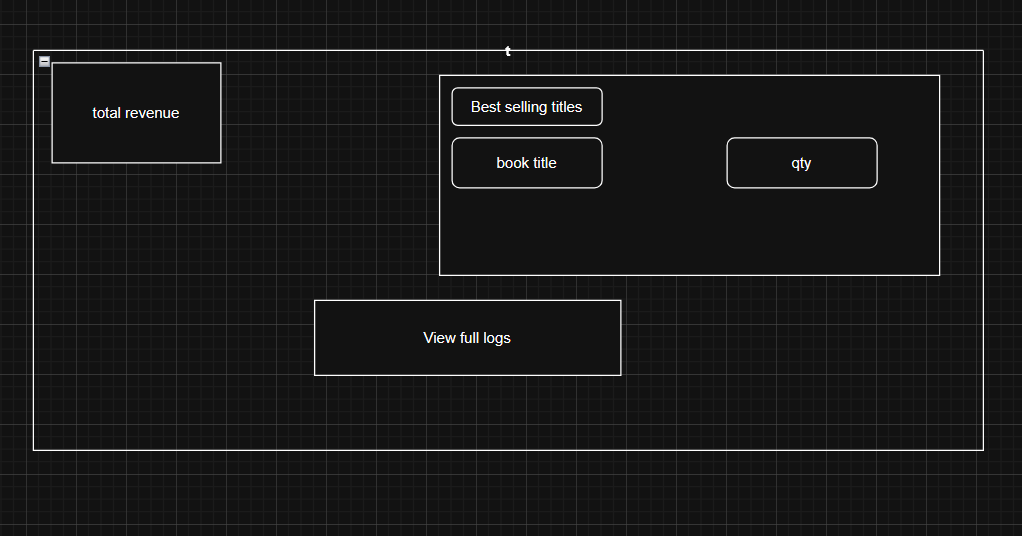 t
total revenue
Best selling titles
book title
qty
View full logs